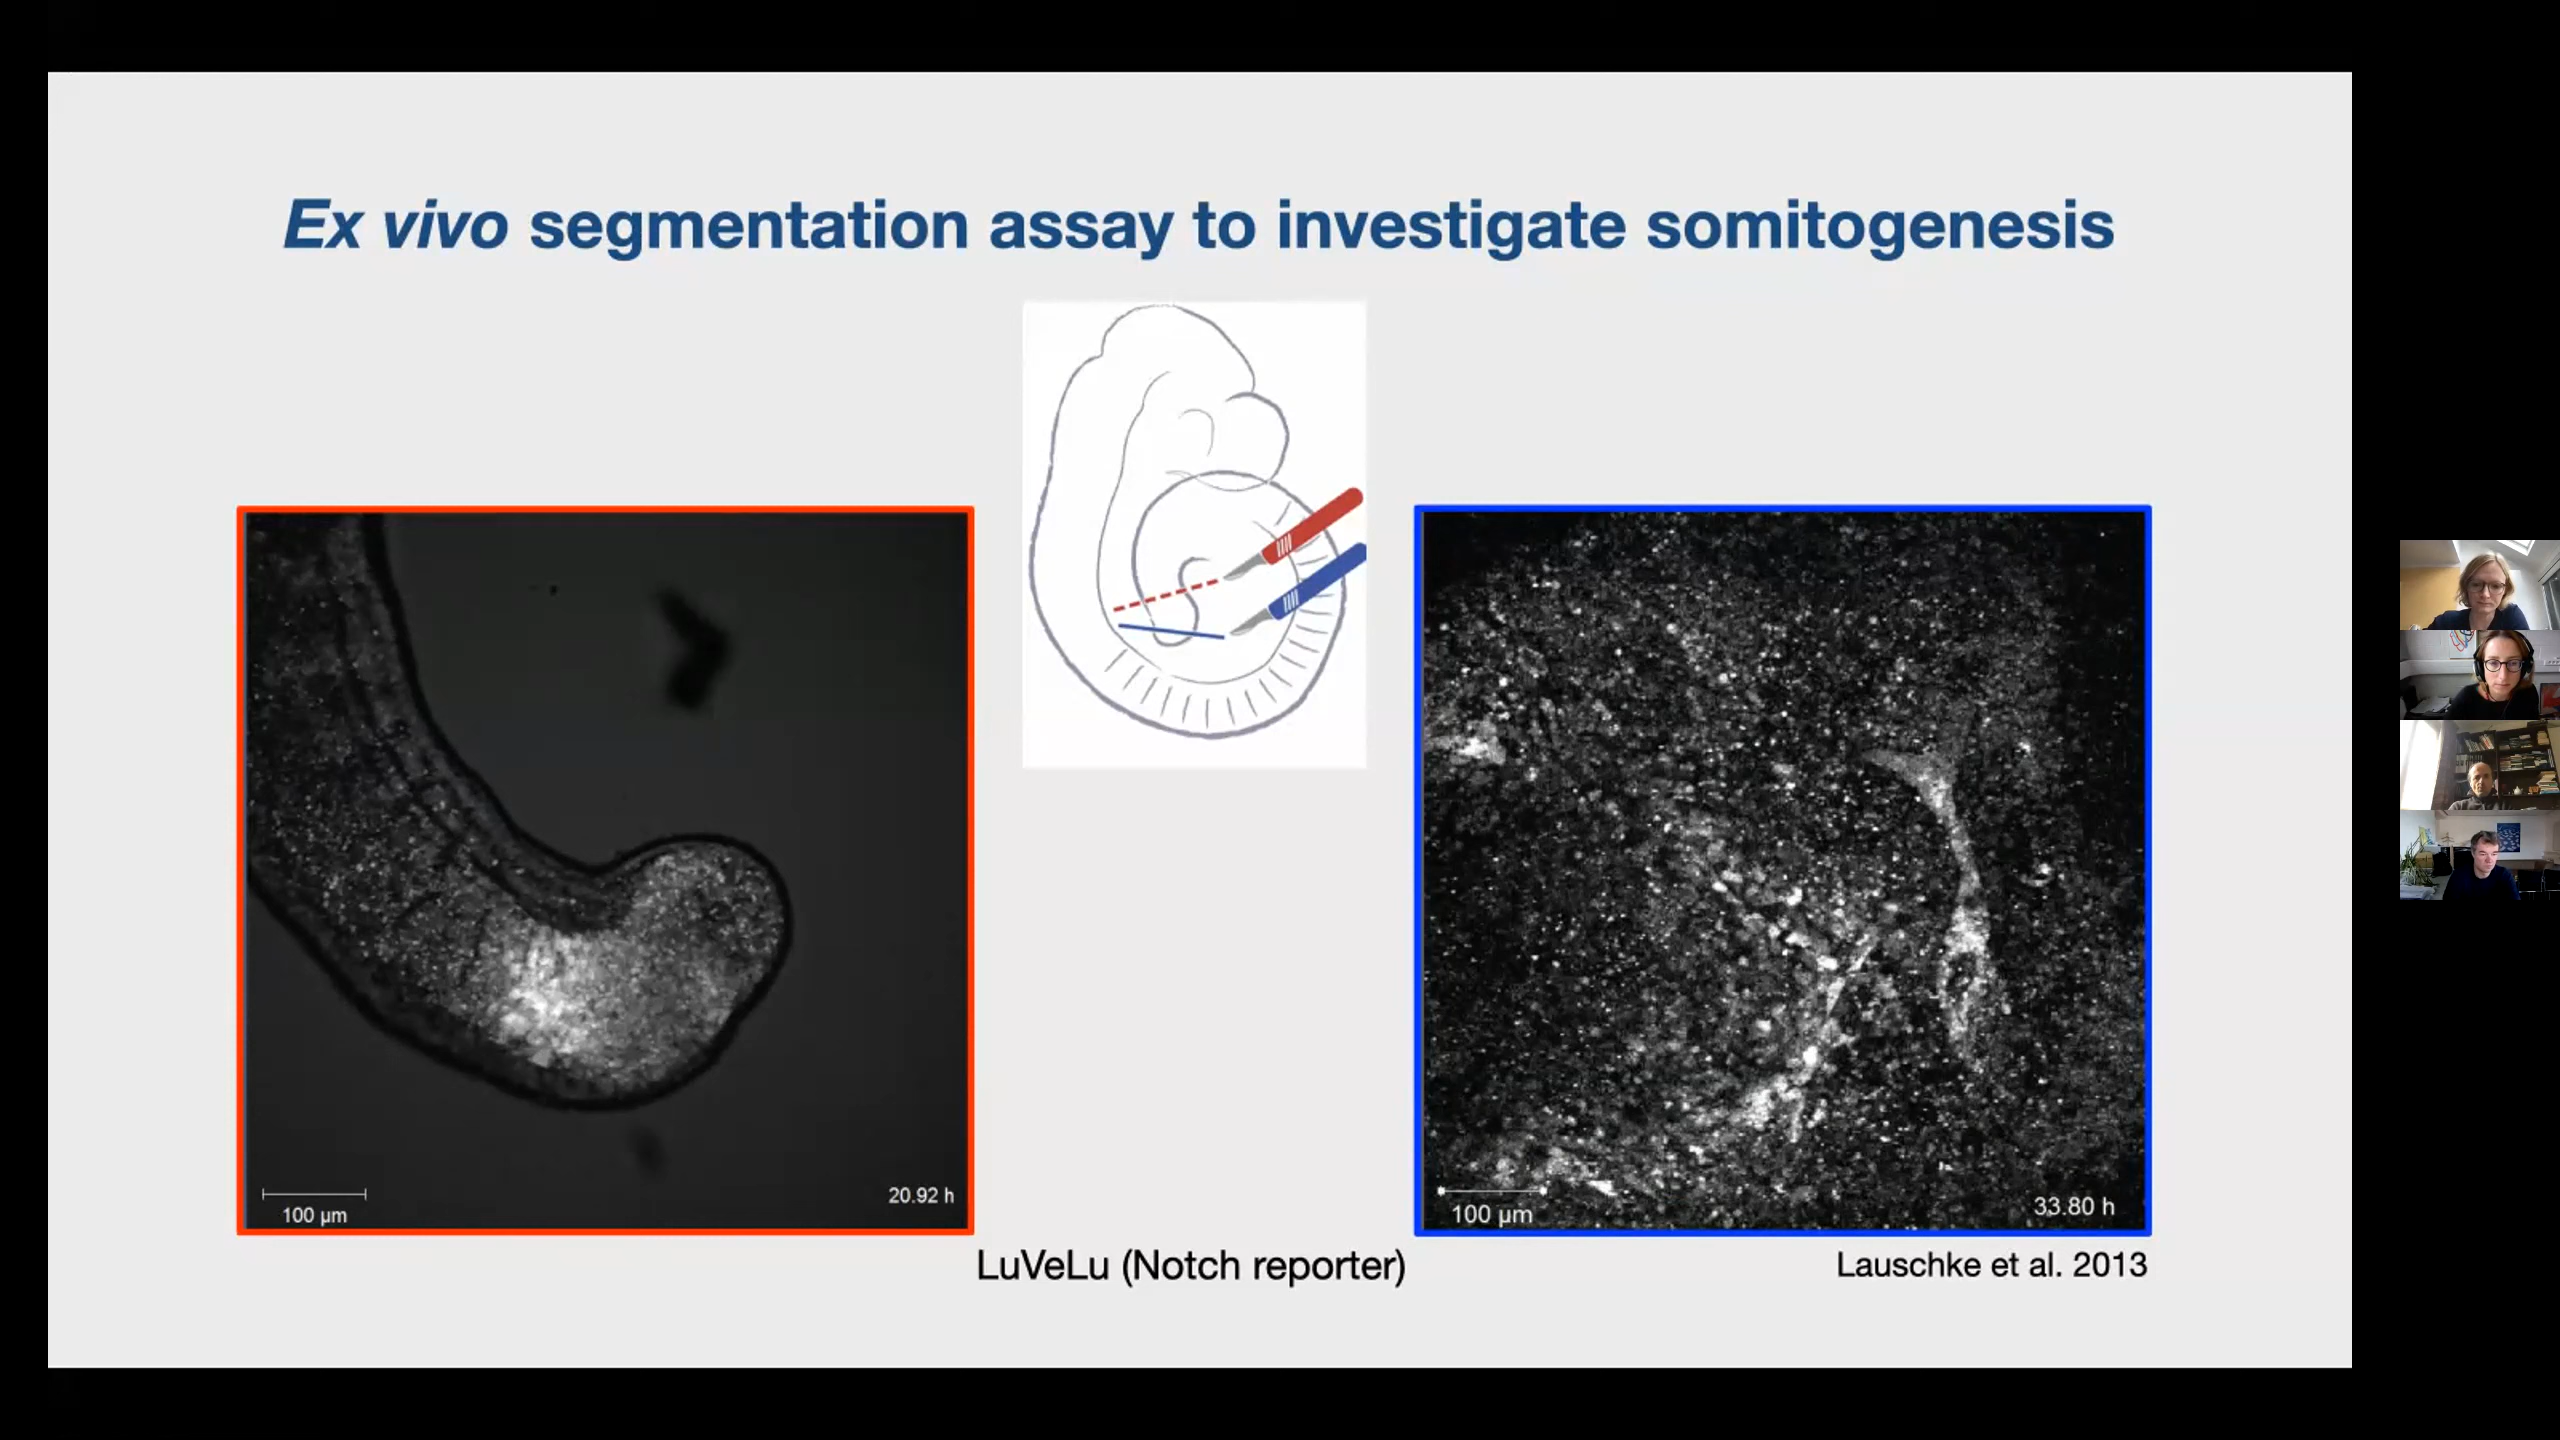 Ex vivo segmentation assay to investigate somitogenesis
20.92 h
100 µm
33.80 h
100 µm
LuVeLu (Notch reporter)
Lauschke et al. 2013